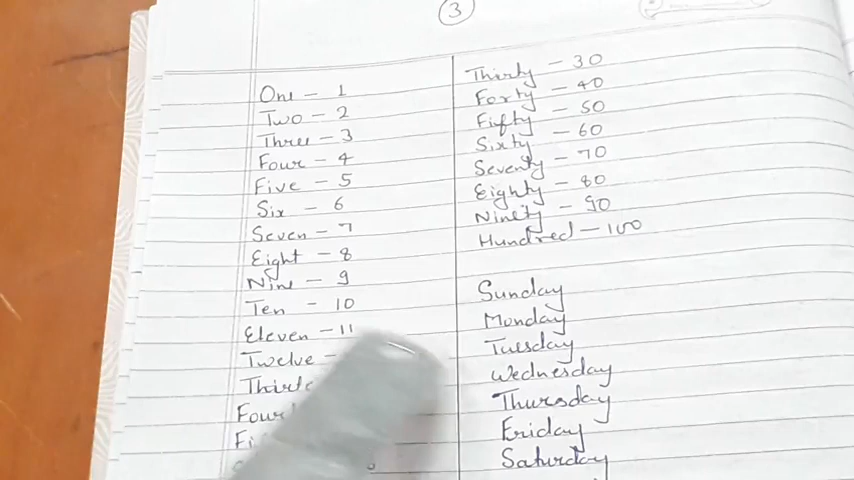 3
One - 1
Two - 2
Three - 3
Four - 4
Five - 5
Six - 6
Seven - 7
Eight - 8
Nine - 9
Ten - 10
Eleven - 11
Twelve -
Thirty - 30
Forty - 40
Fifty - 50
Sixty - 60
Seventy - 70
Eighty - 80
Ninety - 90
Hundred - 100
Sunday
Monday
Tuesday
Wednesday
Thursday
Friday
Saturday